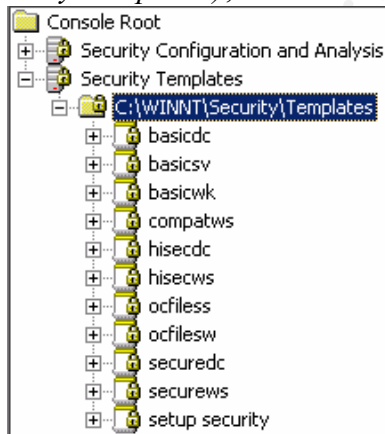 Console Root
Security Configuration and Analysis
Security Templates
C:\WINNT\Security\Templates
basicdc
basicsv
basicwk
compatws
hisecdc
hisecws
ocfiless
ocfilesw
securedc
securews
setup security